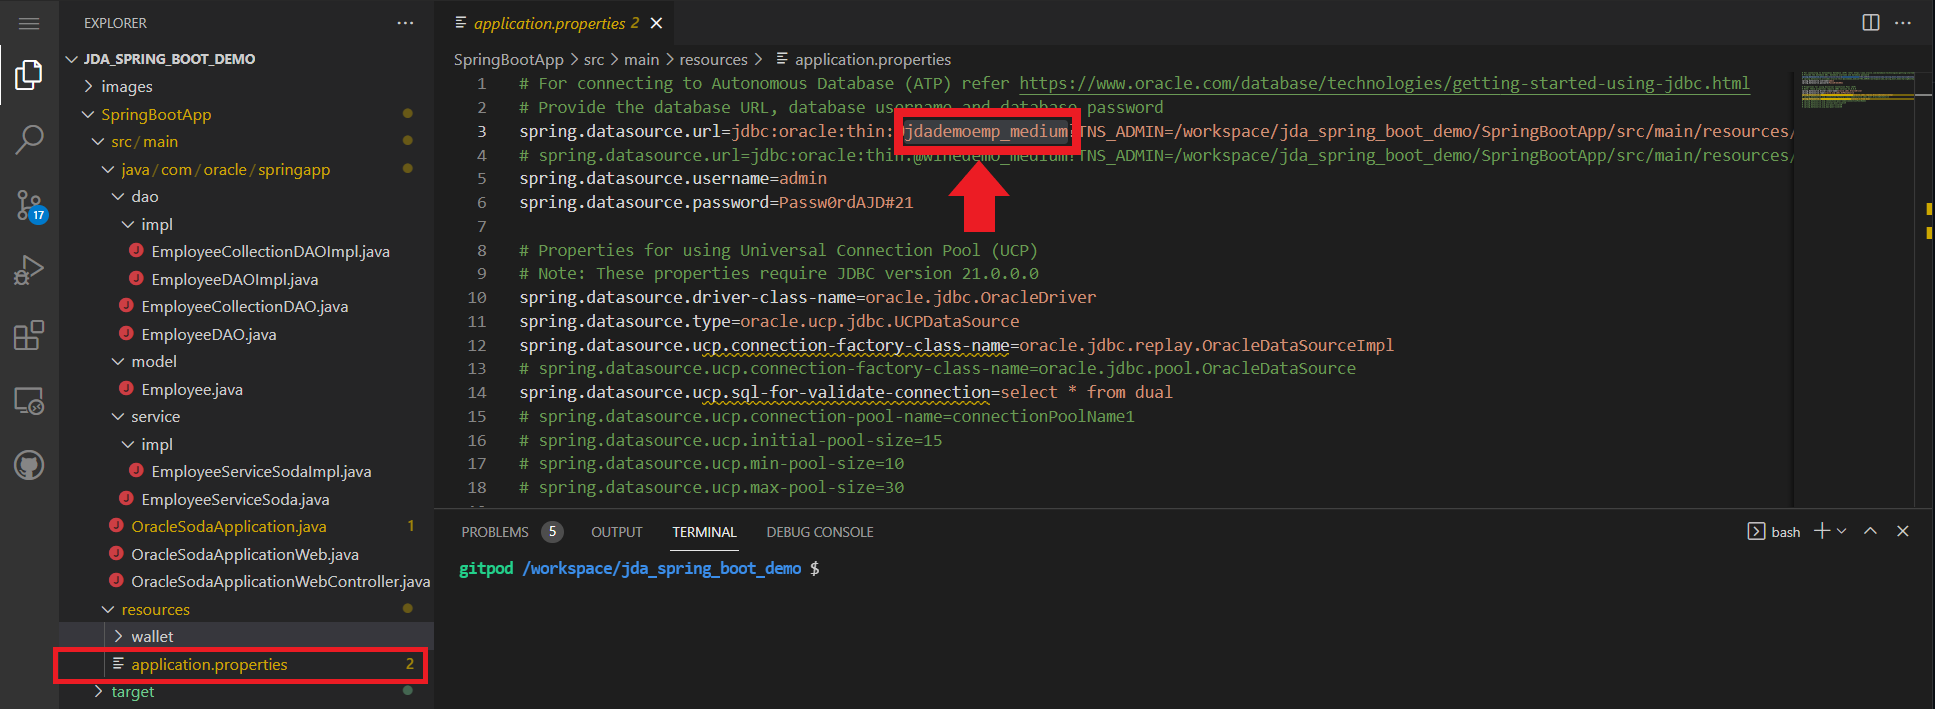 EXPLORER
JDA_SPRING_BOOT_DEMO
images
SpringBootApp
src / main
java / com / oracle / springapp
dao
impl
EmployeeCollectionDAOImpl.java
EmployeeDAOImpl.java
EmployeeCollectionDAO.java
EmployeeDAO.java
model
Employee.java
service
impl
EmployeeServiceSodaImpl.java
EmployeeServiceSoda.java
OracleSodaApplication.java 1
OracleSodaApplicationWeb.java
OracleSodaApplicationWebController.java
resources
wallet
application.properties 2
target
17
application.properties 2
SpringBootApp > src > main > resources > application.properties
1 # For connecting to Autonomous Database (ATP) refer https://www.oracle.com/database/technologies/getting-started-using-jdbc.html
2 # Provide the database URL, database username and database password
3 spring.datasource.url=jdbc:oracle:thin:@jdademoemp_medium?TNS_ADMIN=/workspace/jda_spring_boot_demo/SpringBootApp/src/main/resources/
4 # spring.datasource.url=jdbc:oracle:thin:@winedemo_medium?TNS_ADMIN=/workspace/jda_spring_boot_demo/SpringBootApp/src/main/resources/
5 spring.datasource.username=admin
6 spring.datasource.password=Passw0rdAJD#21
7
8 # Properties for using Universal Connection Pool (UCP)
9 # Note: These properties require JDBC version 21.0.0.0
10 spring.datasource.driver-class-name=oracle.jdbc.OracleDriver
11 spring.datasource.type=oracle.ucp.jdbc.UCPDataSource
12 spring.datasource.ucp.connection-factory-class-name=oracle.jdbc.replay.OracleDataSourceImpl
13 # spring.datasource.ucp.connection-factory-class-name=oracle.jdbc.pool.OracleDataSource
14 spring.datasource.ucp.sql-for-validate-connection=select * from dual
15 # spring.datasource.ucp.connection-pool-name=connectionPoolName1
16 # spring.datasource.ucp.initial-pool-size=15
17 # spring.datasource.ucp.min-pool-size=10
18 # spring.datasource.ucp.max-pool-size=30
PROBLEMS 5 OUTPUT TERMINAL DEBUG CONSOLE
bash
gitpod /workspace/jda_spring_boot_demo $